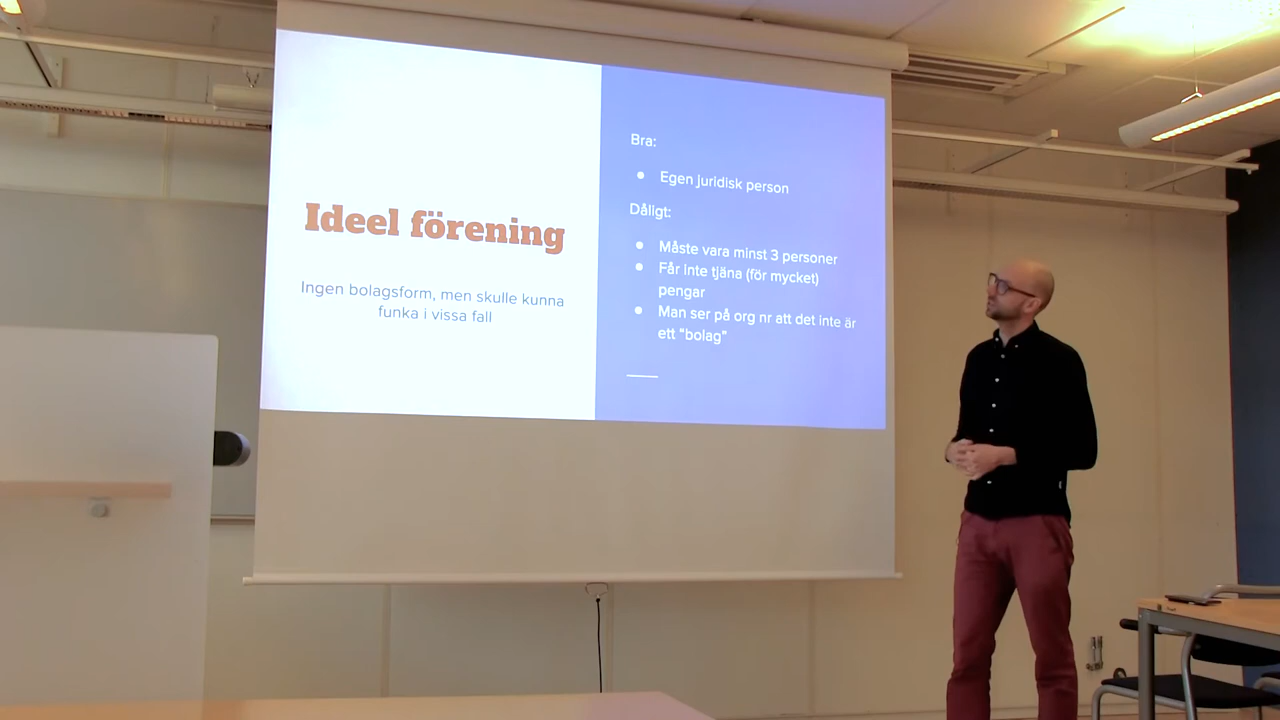 Ideel förening
Ingen bolagsform, men skulle kunna
funka i vissa fall
Bra:
● Egen juridisk person
Dåligt:
● Måste vara minst 3 personer
● Får inte tjäna (för mycket)
pengar
● Man ser på org nr att det inte är
ett "bolag"